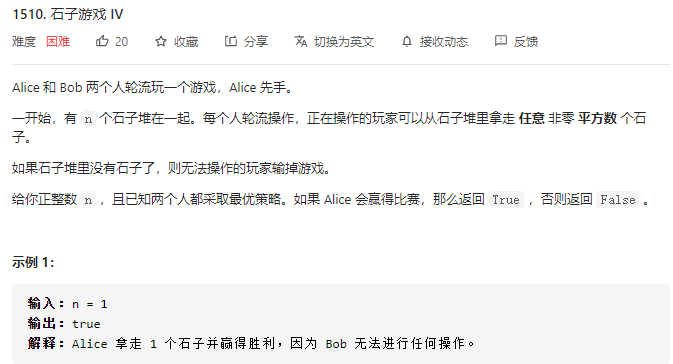 1510. 石子游戏 IV
难度 困难 20 收藏 分享 切换为英文 接收动态 反馈
Alice 和 Bob 两个人轮流玩一个游戏，Alice 先手。
一开始，有 n 个石子堆在一起。每个人轮流操作，正在操作的玩家可以从石子堆里拿走 任意 非零 平方数 个石
子。
如果石子堆里没有石子了，则无法操作的玩家输掉游戏。
给你正整数 n ，且已知两个人都采取最优策略。如果 Alice 会赢得比赛，那么返回 True ，否则返回 False 。
示例 1：
输入：n = 1
输出：true
解释：Alice 拿走 1 个石子并赢得胜利，因为 Bob 无法进行任何操作。